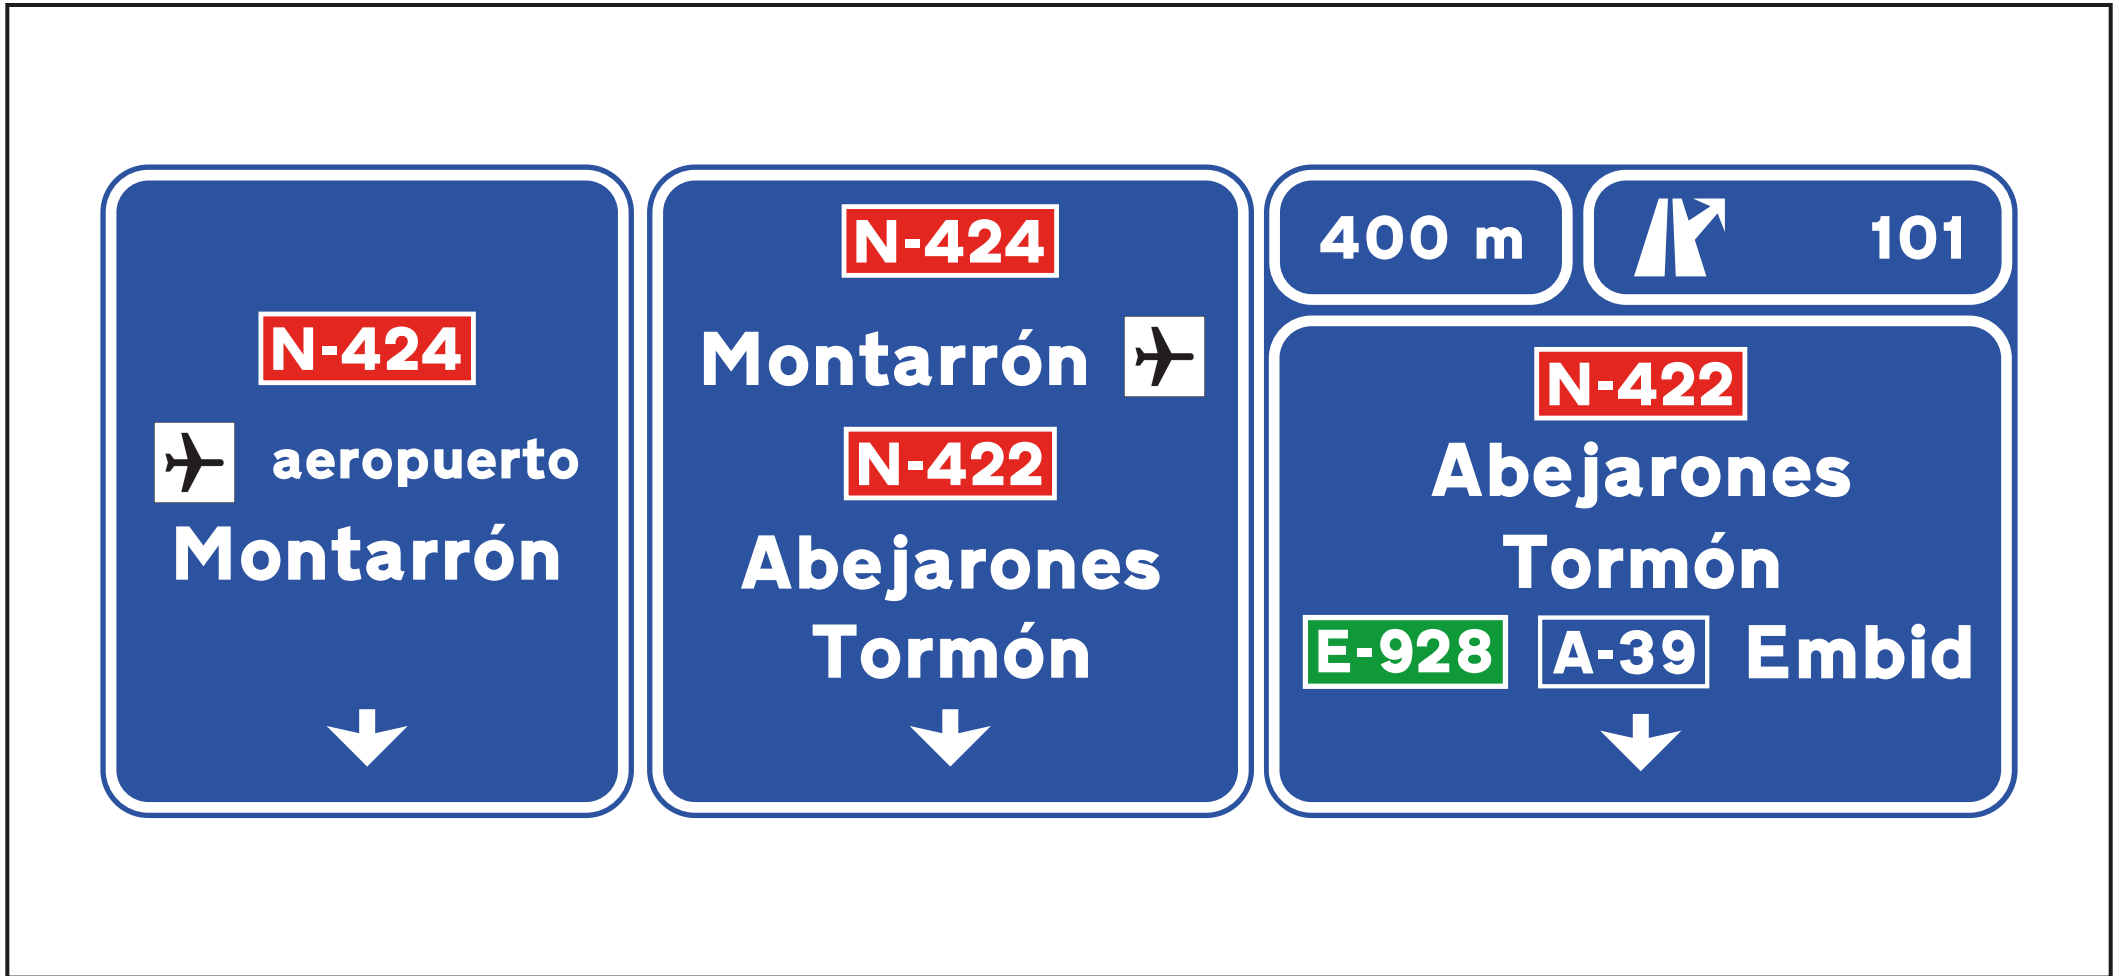 N-424
aeropuerto
Montarrón
N-424
Montarrón
N-422
Abejarones
Tormón
400 m
101
N-422
Abejarones
Tormón
E-928 A-39 Embid